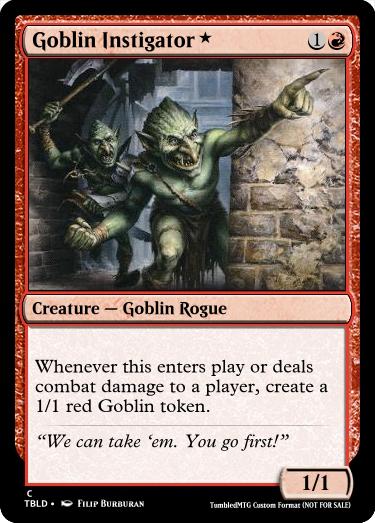 Goblin Instigator ★ 1
Creature — Goblin Rogue
Whenever this enters play or deals
combat damage to a player, create a
1/1 red Goblin token.
“We can take ‘em. You go first!”
1/1
C
TBLD • Filip Burburan
TumbledMTG Custom Format (NOT FOR SALE)